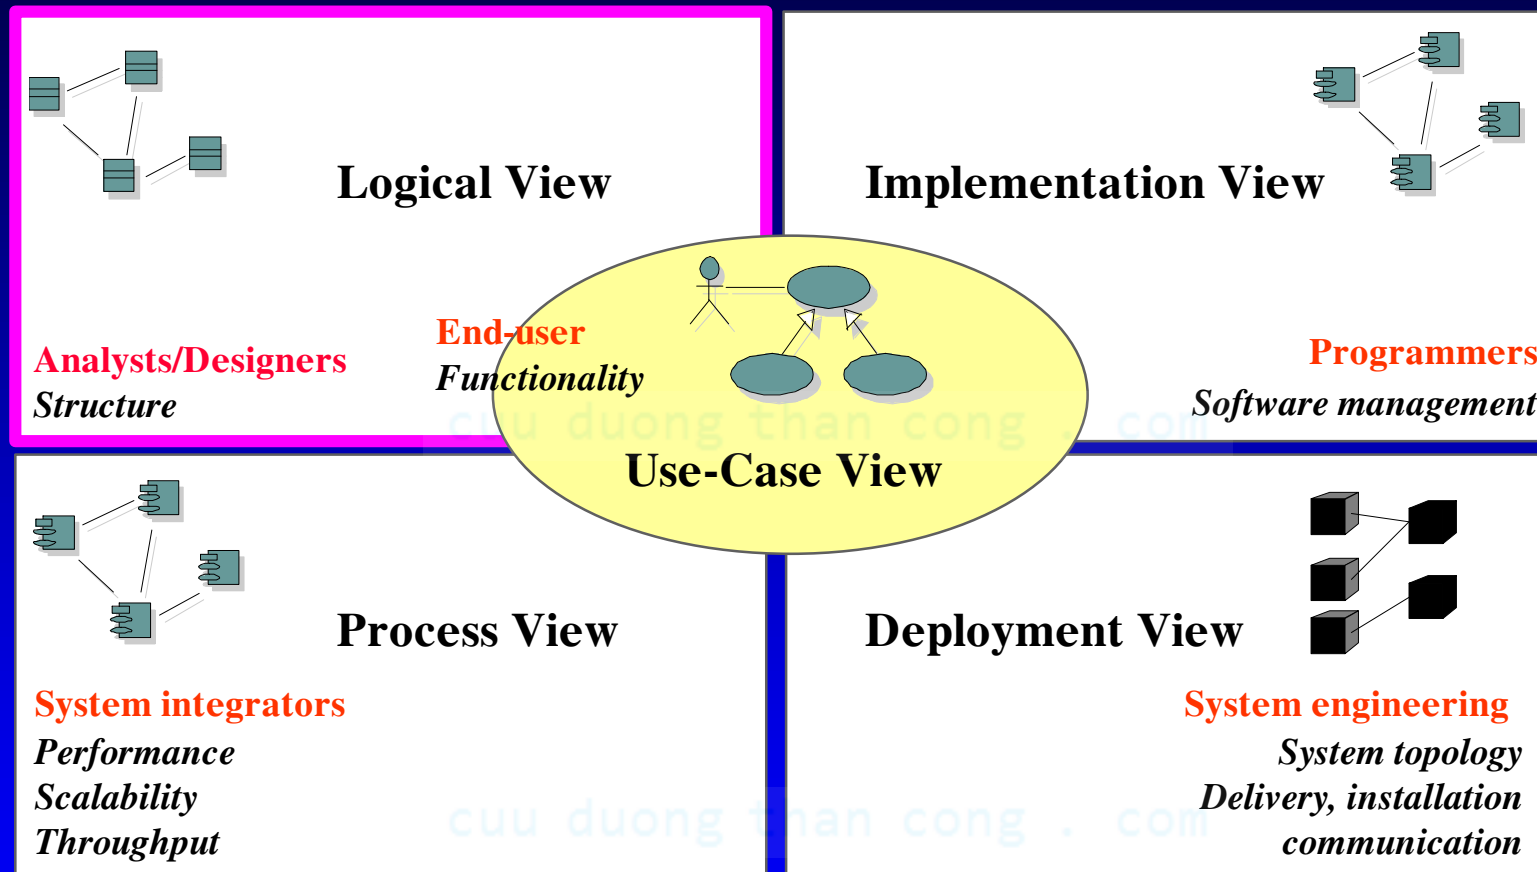 Logical View
Analysts/Designers
Structure
Implementation View
Programmers
Software management
End-user
Functionality
Use-Case View
cuu duong than cong . com
Process View
System integrators
Performance
Scalability
Throughput
Deployment View
System engineering
System topology
Delivery, installation
communication
cuu duong than cong . com